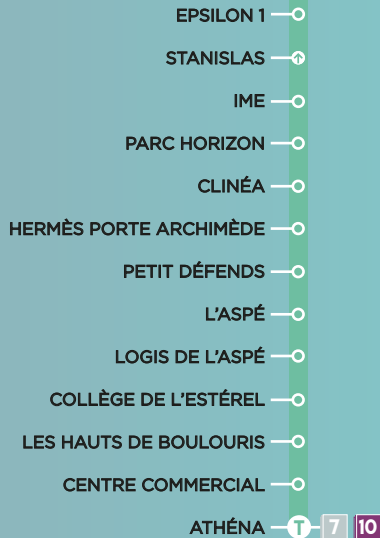 EPSILON 1
STANISLAS
IME
PARC HORIZON
CLINÉA
HERMÈS PORTE ARCHIMÈDE
PETIT DÉFENDS
L'ASPÉ
LOGIS DE L'ASPÉ
COLLÈGE DE L'ESTÉREL
LES HAUTS DE BOULOURIS
CENTRE COMMERCIAL
ATHÉNA T 7 10